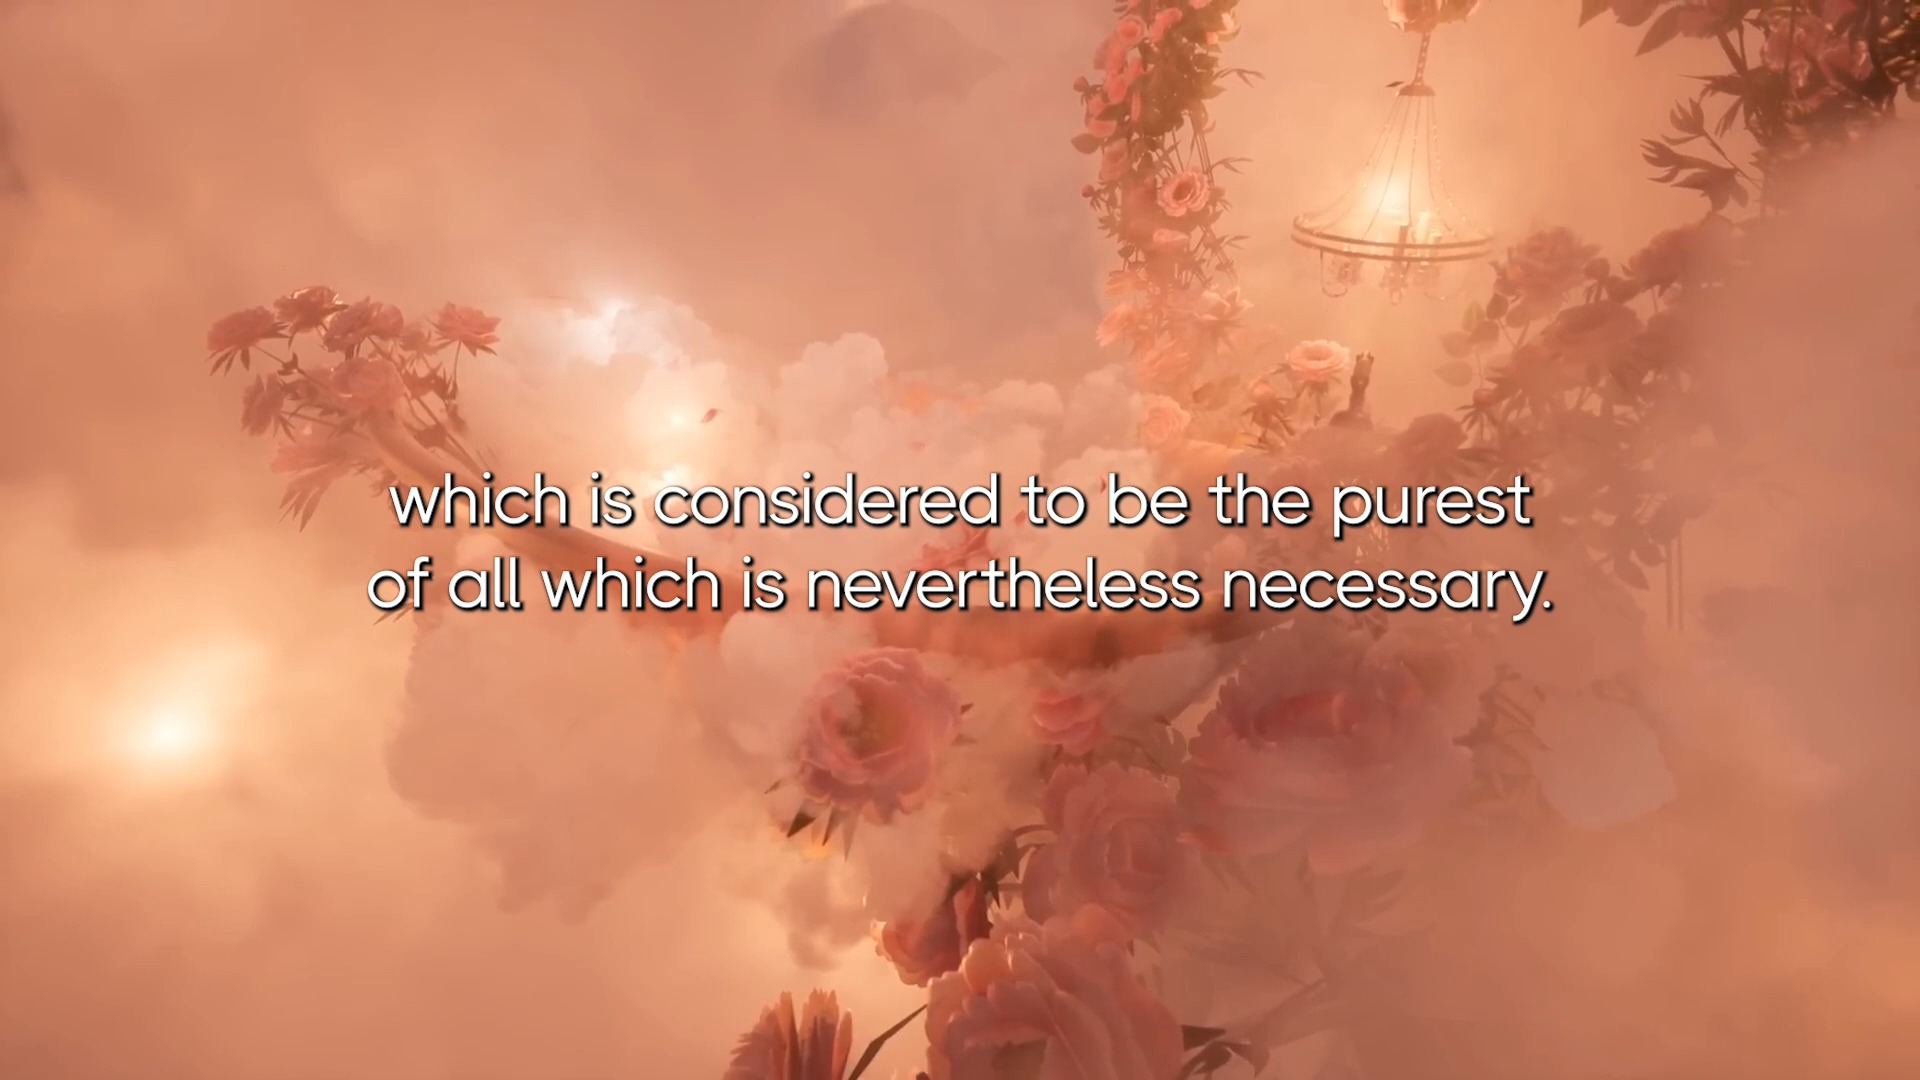 which is considered to be the purest
of all which is nevertheless necessary.